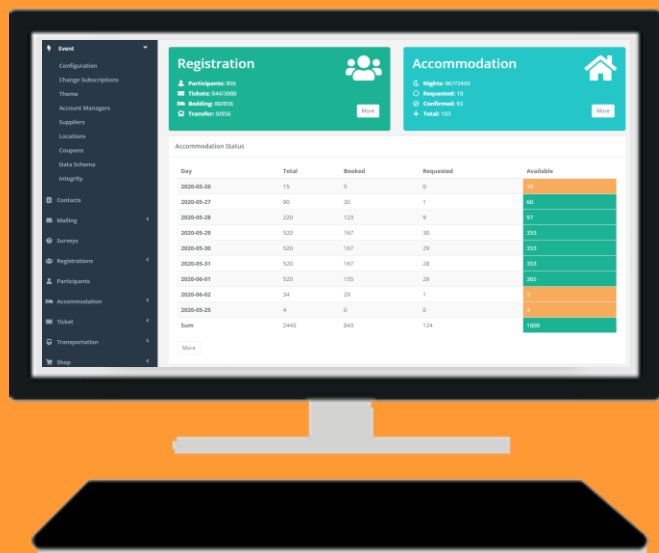 Event
Configuration
Change Subscriptions
Theme
Account Managers
Suppliers
Locations
Coupons
Data Schema
Integrity
Contacts
Mailing
Surveys
Registrations
Participants
Accommodation
Ticket
Transportation
Shop
Registration
Participants: 856
Tickets: 844/3080
Bedding: 80/856
Transfer: 0/856
More
Accommodation
Nights: 967/2443
Requested: 10
Confirmed: 93
Total: 103
More
Accommodation Status
Day Total Booked Requested Available
2020-05-26 15 5 0 10
2020-05-27 90 30 1 60
2020-05-28 220 123 9 97
2020-05-29 520 167 30 353
2020-05-30 520 167 29 353
2020-05-31 520 167 28 353
2020-06-01 520 155 26 365
2020-06-02 34 29 1 5
2020-05-25 4 0 0 4
Sum 2443 843 124 1600
More